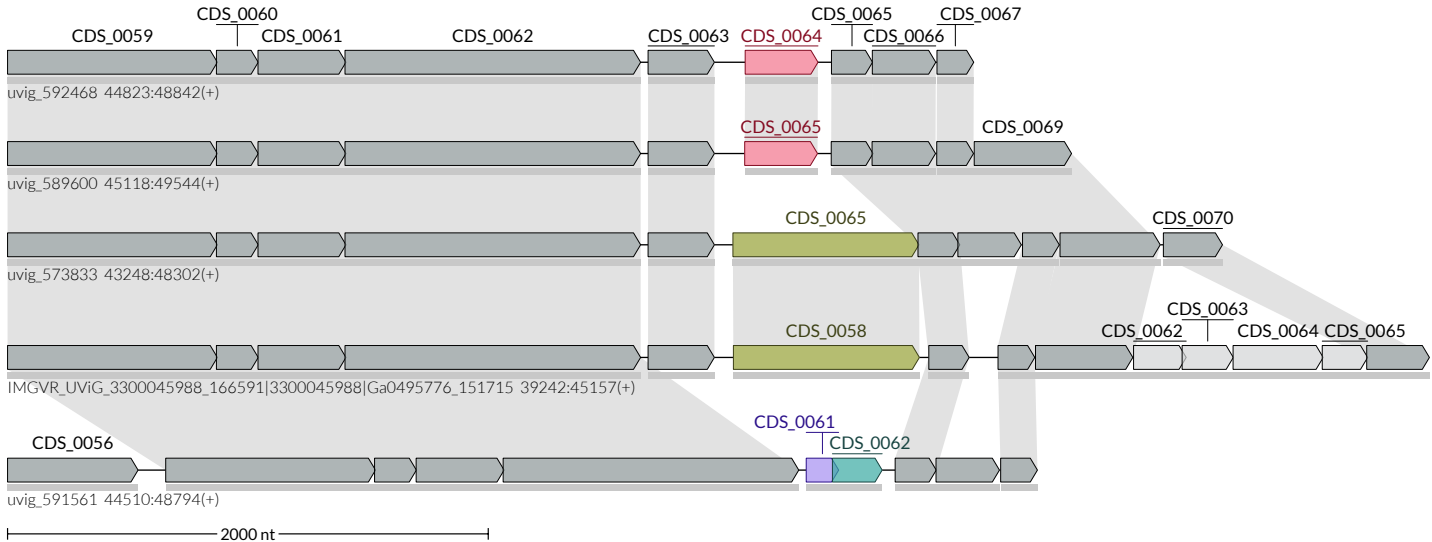 CDS_0060 CDS_0065 CDS_0067
CDS_0059 CDS_0061 CDS_0062 CDS_0063 CDS_0064 CDS_0066
uvig_592468 44823:48842(+)
CDS_0065 CDS_0069
uvig_589600 45118:49544(+)
CDS_0065 CDS_0070
uvig_573833 43248:48302(+)
CDS_0063
CDS_0058 CDS_0062 CDS_0064 CDS_0065
IMGVR_UViG_3300045988_166591|3300045988|Ga0495776_151715 39242:45157(+)
CDS_0061
CDS_0056 CDS_0062
uvig_591561 44510:48794(+)
2000 nt